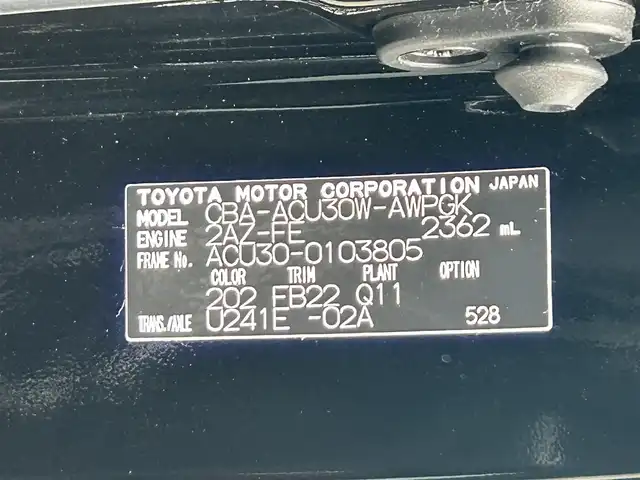 TOYOTA MOTOR CORPORATION JAPAN
MODEL CBA-ACU30W-AWPGK
ENGINE 2AZ-FE 2362 mL
FRAME No. ACU30-0103805
COLOR TRIM PLANT OPTION
202 FB22 Q11
TRANS./AXLE U241E -02A 528